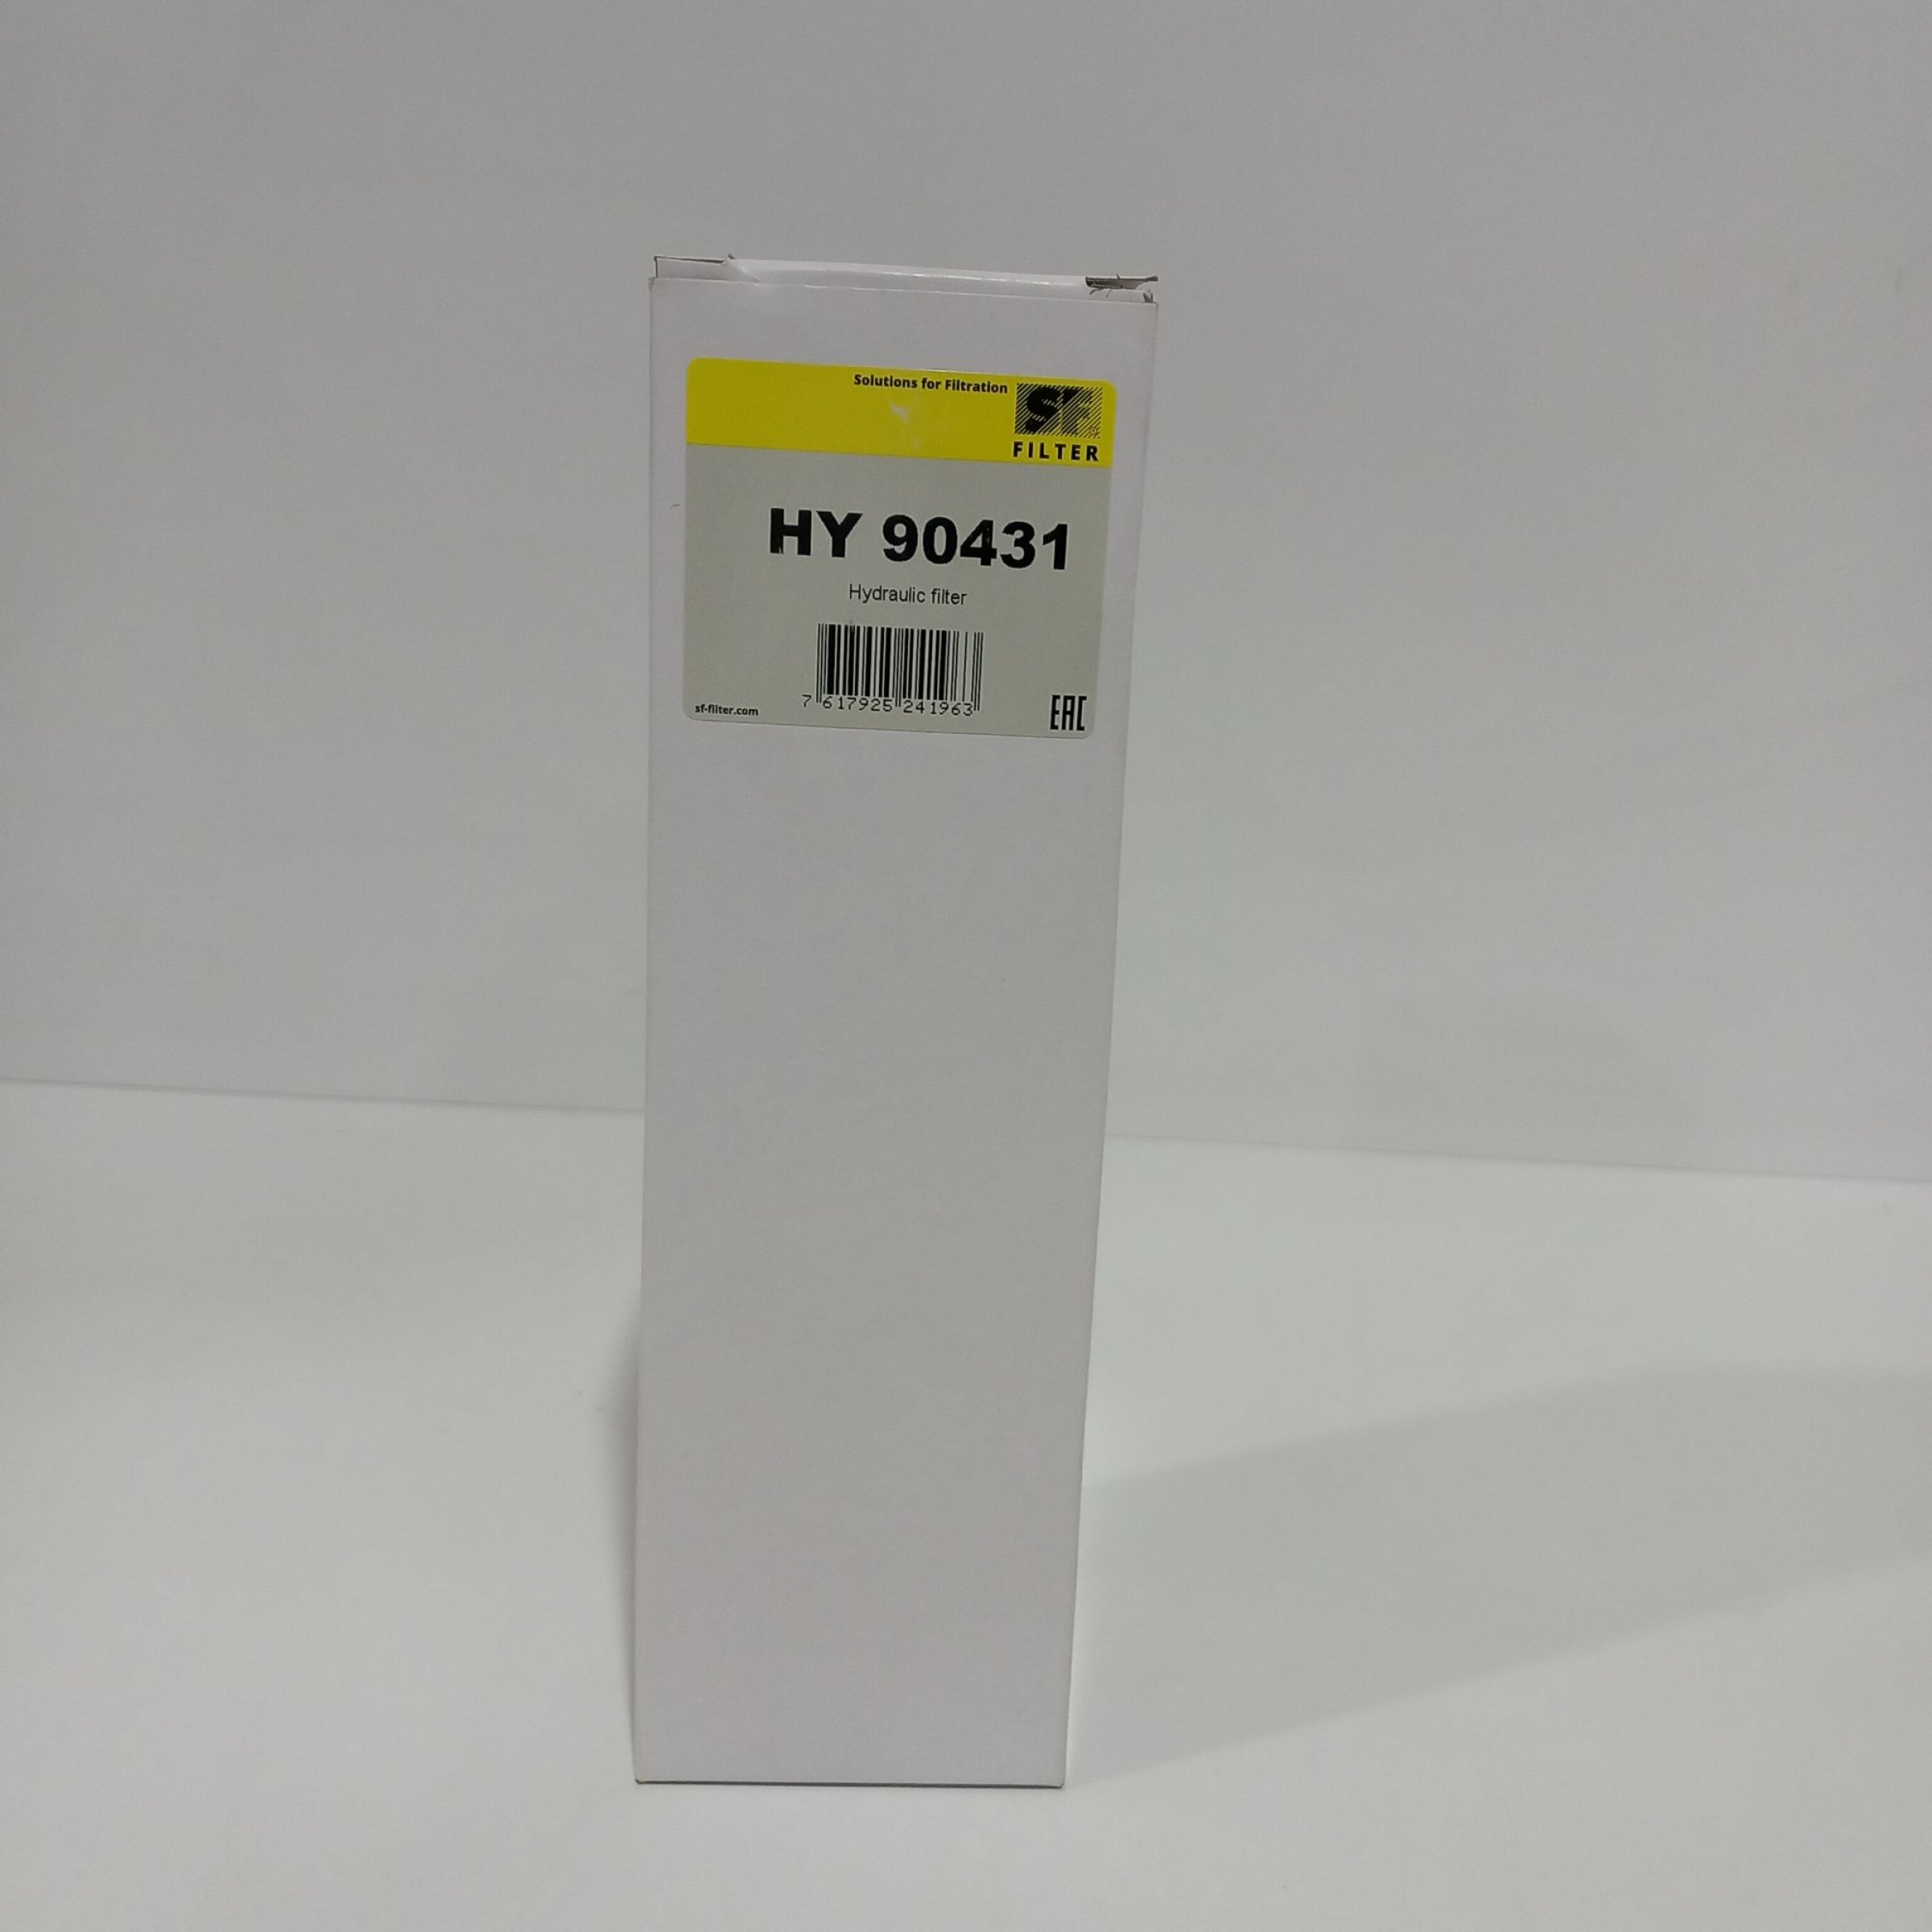 Solutions for Filtration
SF
FILTER
HY 90431
Hydraulic filter
7 617925 241963
sf-filter.com
EAC